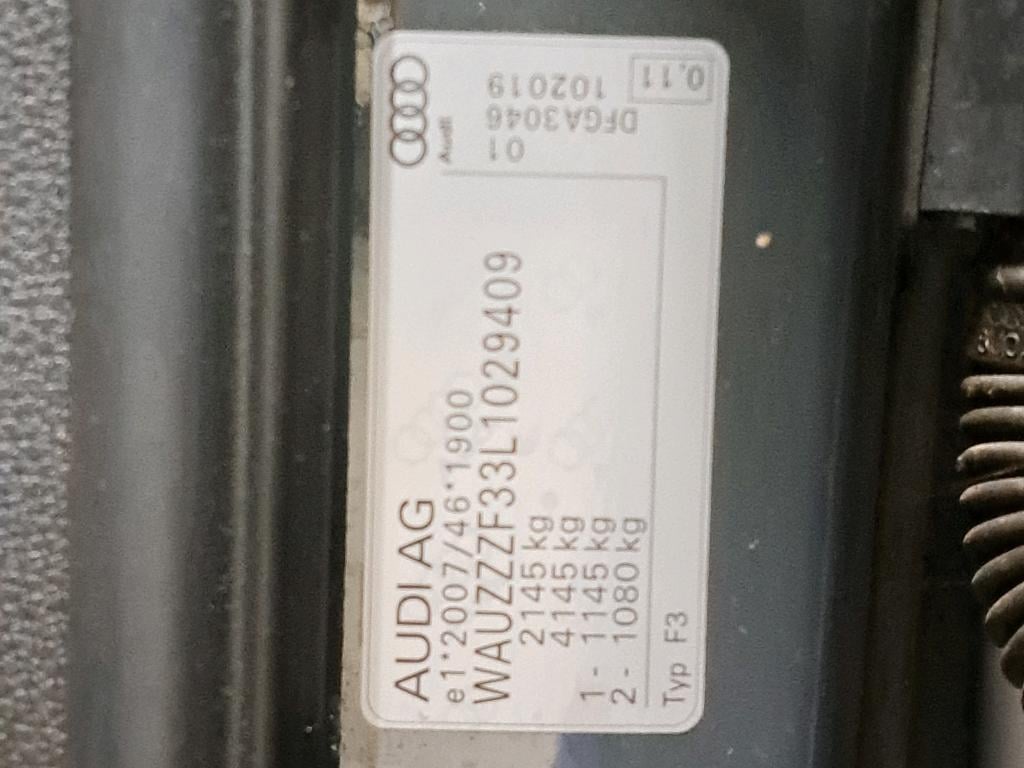 AUDI AG
e1*2007/46*1900
WAUZZZF33L1029409
2145 kg
4145 kg
1 - 1145 kg
2 - 1080 kg
Typ F3
Audi
01
DFGA3046
102019
0.11